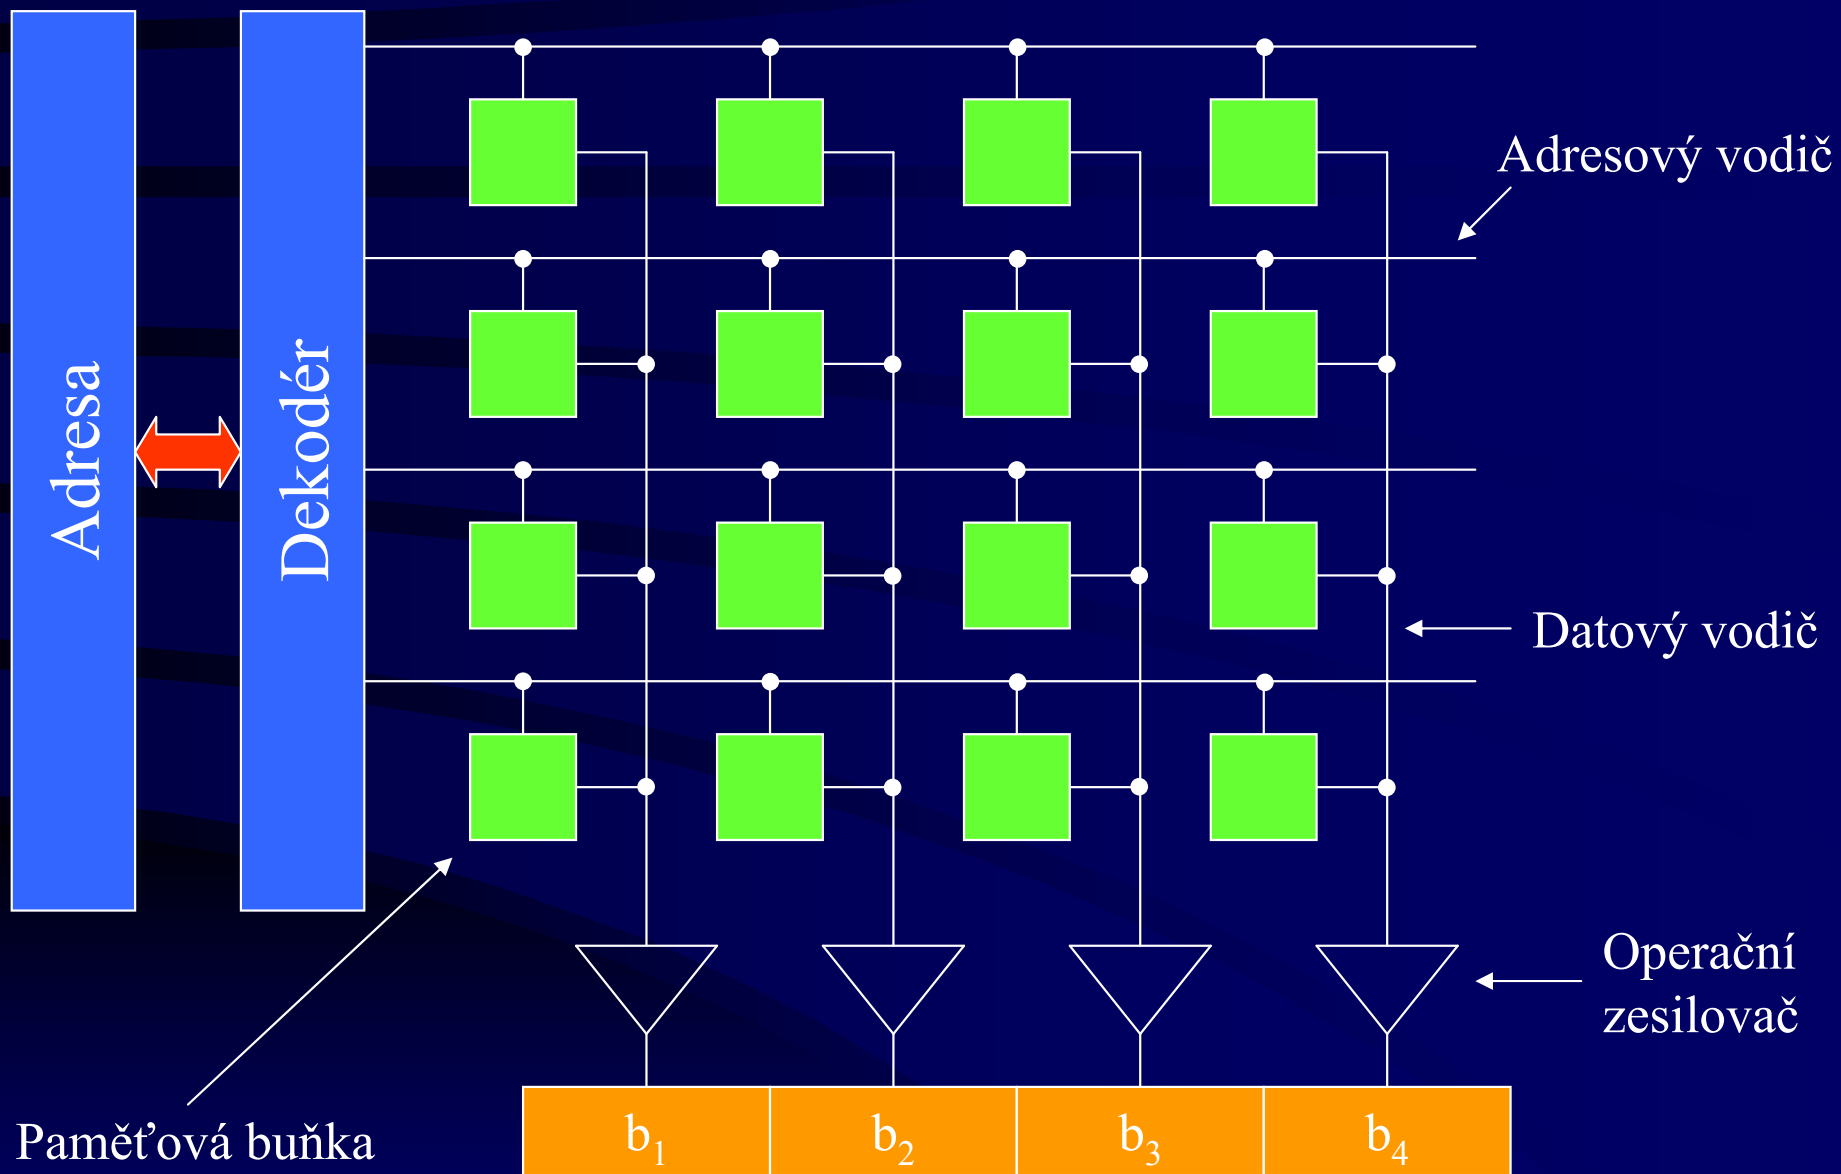 Adresa
Dekodér
Adresový vodič
Datový vodič
Operační
zesilovač
Paměťová buňka
b1
b2
b3
b4